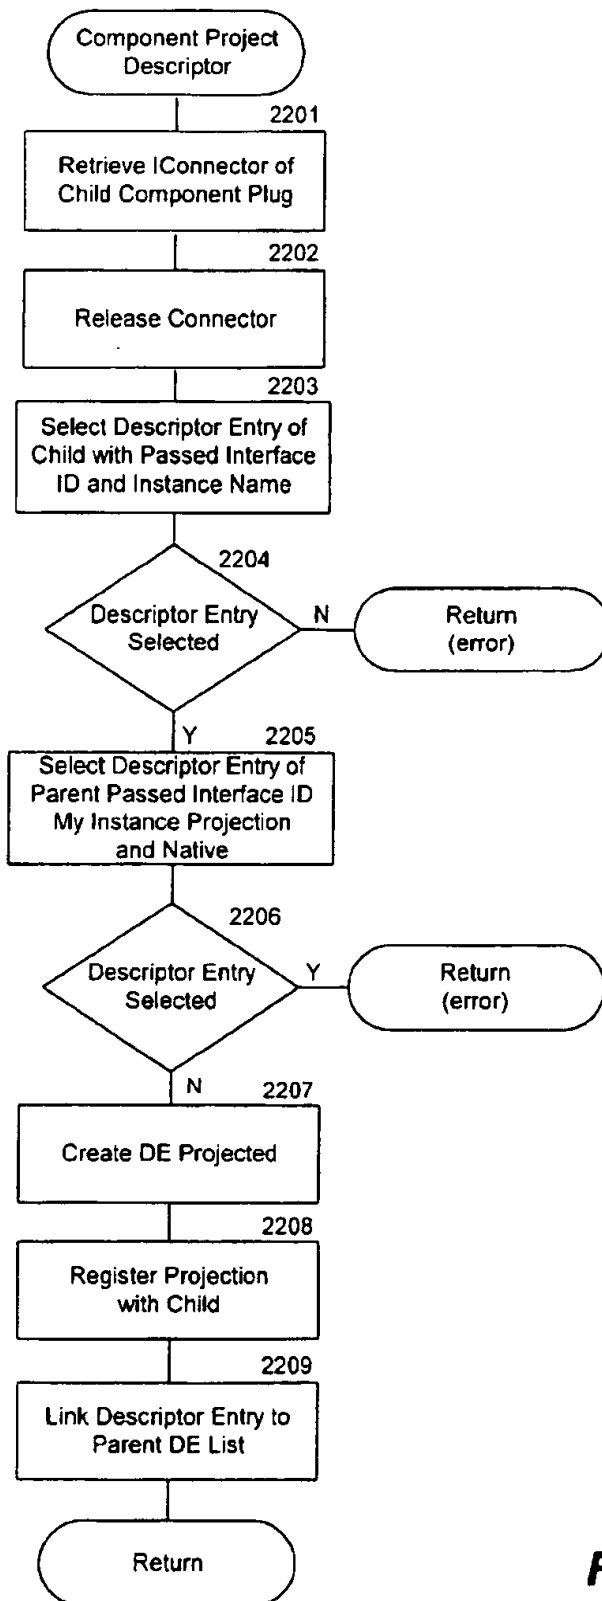 Component Project
Descriptor
2201
Retrieve IConnector of
Child Component Plug
2202
Release Connector
2203
Select Descriptor Entry of
Child with Passed Interface
ID and Instance Name
2204
Descriptor Entry
Selected
N
Return
(error)
Y
2205
Select Descriptor Entry of
Parent Passed Interface ID
My Instance Projection
and Native
2206
Descriptor Entry
Selected
Y
Return
(error)
N
2207
Create DE Projected
2208
Register Projection
with Child
2209
Link Descriptor Entry to
Parent DE List
Return